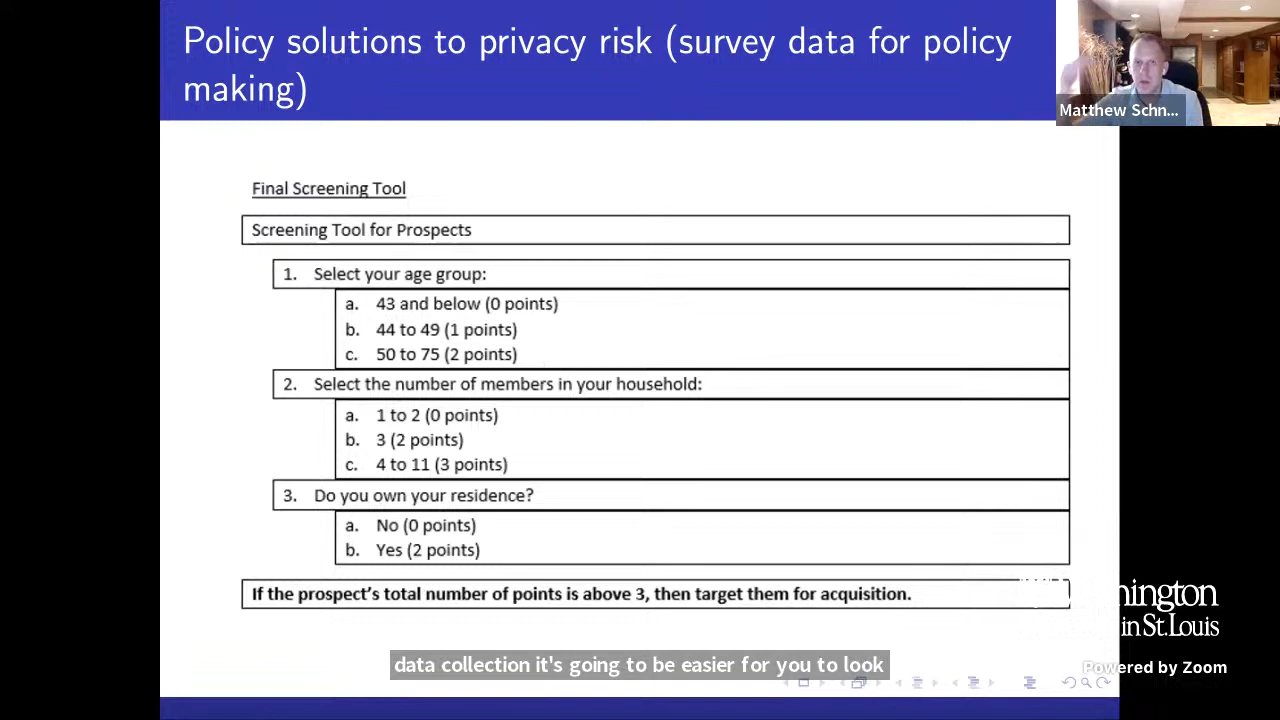 Policy solutions to privacy risk (survey data for policy
making)
Matthew Schn...
Final Screening Tool
Screening Tool for Prospects
1. Select your age group:
a. 43 and below (0 points)
b. 44 to 49 (1 points)
c. 50 to 75 (2 points)
2. Select the number of members in your household:
a. 1 to 2 (0 points)
b. 3 (2 points)
c. 4 to 11 (3 points)
3. Do you own your residence?
a. No (0 points)
b. Yes (2 points)
If the prospect's total number of points is above 3, then target them for acquisition.
in St.Louis
data collection it's going to be easier for you to look
Powered by Zoom